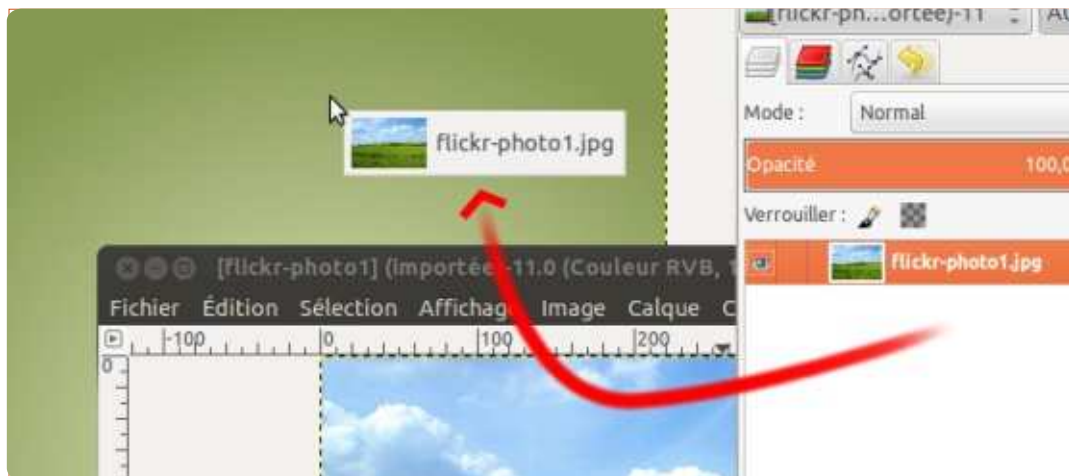 flickr-photo1.jpg
[flickr-photo1] (importée)-11.0 (Couleur RVB, 1
Fichier Édition Sélection Affichage Image Calque C
-100 0 100 200
0
(flickr-ph...ortée)-11
Mode : Normal
Opacité 100,0
Verrouiller :
flickr-photo1.jpg